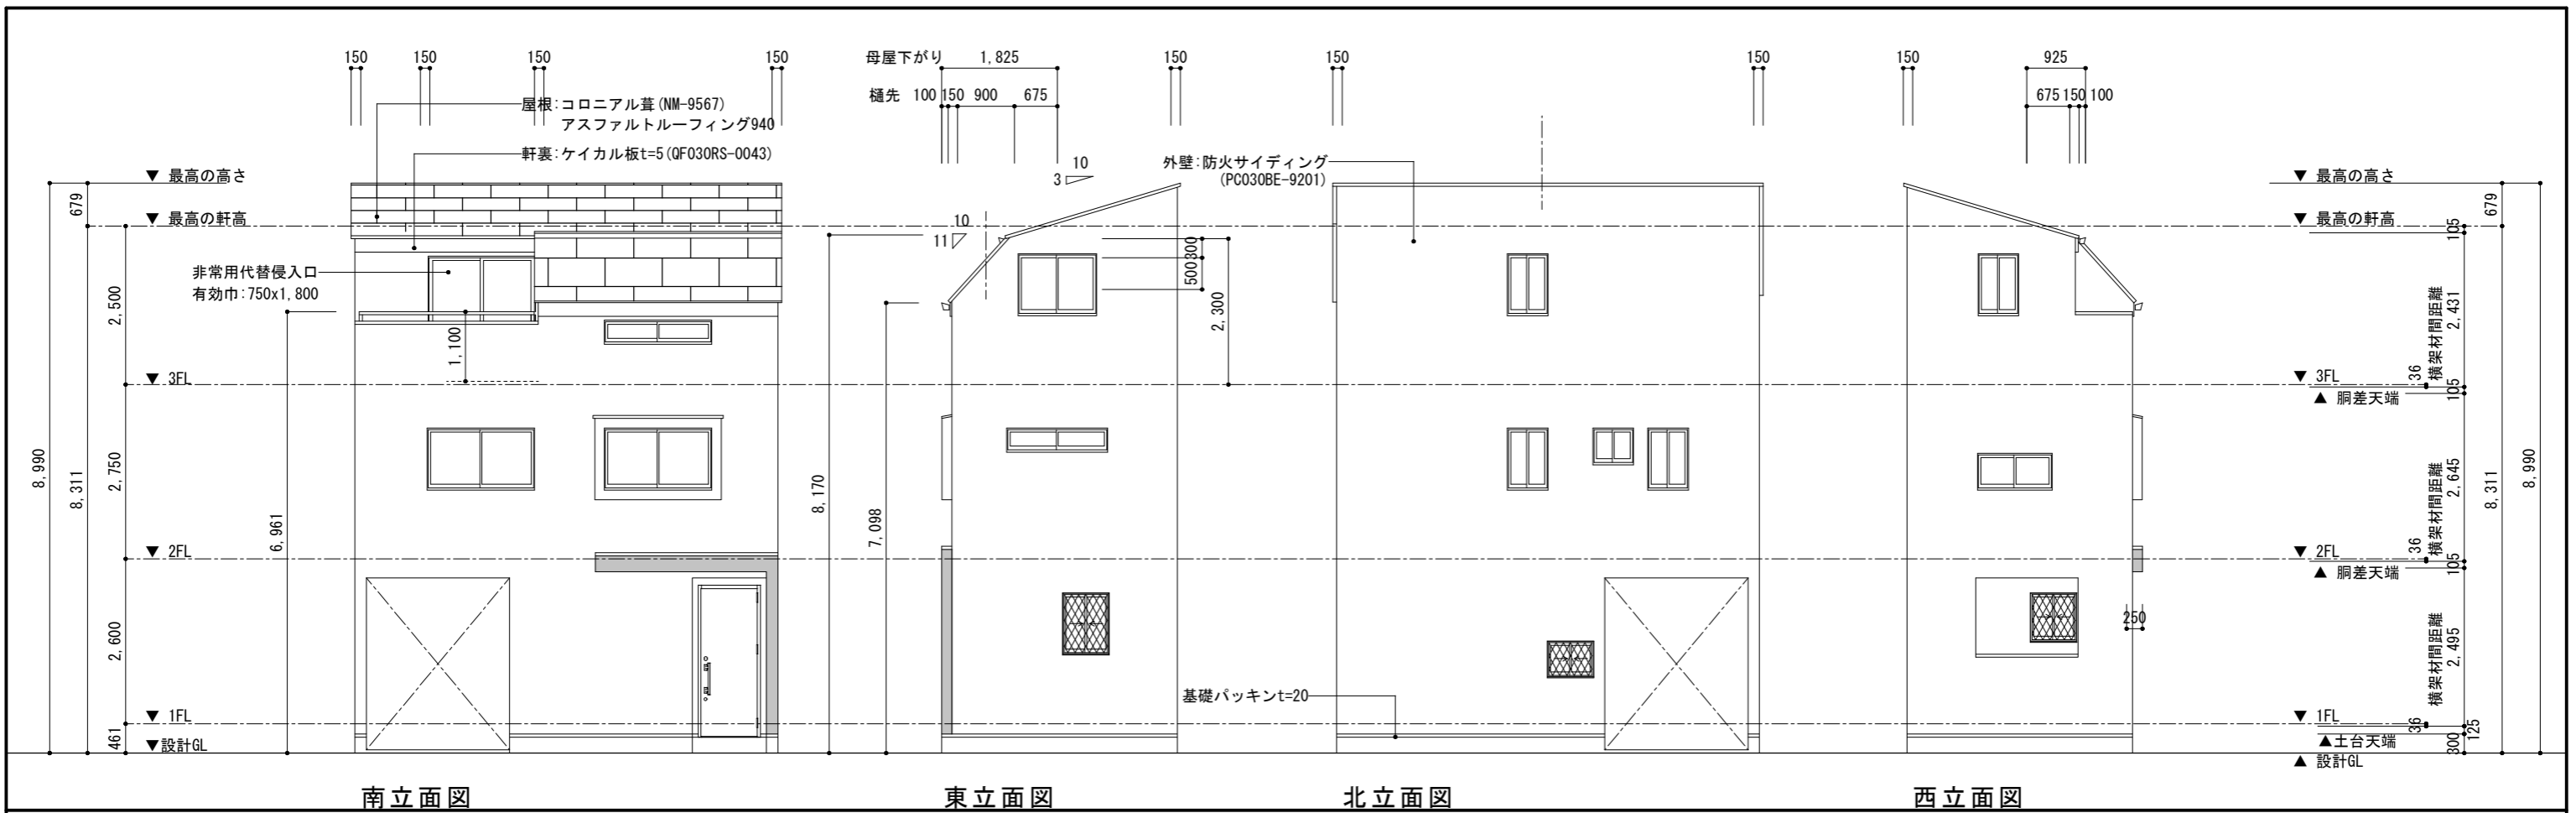 150
150
150
150
母屋下がり
1,825
150
150
150
150
925
樋先
100
150
900
675
675
150
100
屋根:コロニアル葺(NM-9567)
アスファルトルーフィング940
軒裏:ケイカル板t=5(QF030RS-0043)
10
3
外壁:防火サイディング
(PC030BE-9201)
▼ 最高の高さ
679
▼ 最高の軒高
10
11
▼ 最高の高さ
679
▼ 最高の軒高
105
非常用代替侵入口
有効巾:750x1,800
300
500
2,300
2,500
1,100
横架材間距離
2,431
▼ 3FL
▼ 3FL
36
105
▲ 胴差天端
8,990
8,311
2,750
6,961
8,170
7,098
横架材間距離
2,645
8,311
8,990
▼ 2FL
▼ 2FL
36
105
▲ 胴差天端
2,600
250
横架材間距離
2,495
基礎パッキンt=20
▼ 1FL
▼ 1FL
36
125
461
▼設計GL
▲土台天端
300
▲ 設計GL
南立面図
東立面図
北立面図
西立面図